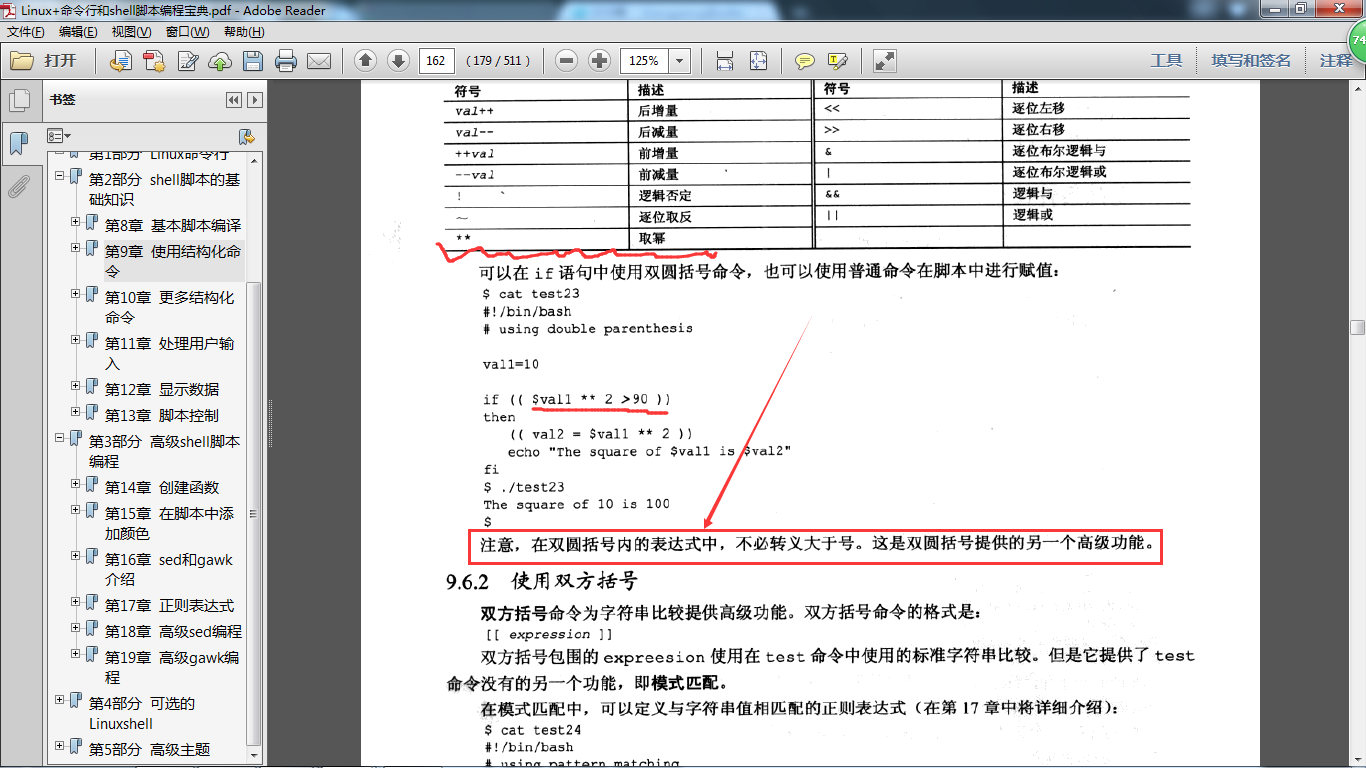 Linux+命令行和shell脚本编程宝典.pdf - Adobe Reader
文件(F) 编辑(E) 视图(V) 窗口(W) 帮助(H)
打开 162 (179 / 511) 125% 工具 填写和签名 注释
74
书签
第1部分 Linux命令行
第2部分 shell脚本的基
础知识
第8章 基本脚本编译
第9章 使用结构化命
令
第10章 更多结构化
命令
第11章 处理用户输
入
第12章 显示数据
第13章 脚本控制
第3部分 高级shell脚本
编程
第14章 创建函数
第15章 在脚本中添
加颜色
第16章 sed和gawk
介绍
第17章 正则表达式
第18章 高级sed编程
第19章 高级gawk编
程
第4部分 可选的
Linuxshell
第5部分 高级主题
符号 描述 符号 描述
val++ 后增量 << 逐位左移
val-- 后减量 >> 逐位右移
++val 前增量 & 逐位布尔逻辑与
--val 前减量 | 逐位布尔逻辑或
! 逻辑否定 && 逻辑与
~ 逐位取反 || 逻辑或
** 取幂
可以在 if 语句中使用双圆括号命令，也可以使用普通命令在脚本中进行赋值：
$ cat test23
#!/bin/bash
# using double parenthesis
val1=10
if (( $val1 ** 2 >90 ))
then
(( val2 = $val1 ** 2 ))
echo "The square of $val1 is $val2"
fi
$ ./test23
The square of 10 is 100
$
注意，在双圆括号内的表达式中，不必转义大于号。这是双圆括号提供的另一个高级功能。
9.6.2 使用双方括号
双方括号命令为字符串比较提供高级功能。双方括号命令的格式是：
[[ expression ]]
双方括号包围的 expreesion 使用在 test 命令中使用的标准字符串比较。但是它提供了 test
命令没有的另一个功能，即模式匹配。
在模式匹配中，可以定义与字符串值相匹配的正则表达式（在第 17 章中将详细介绍）：
$ cat test24
#!/bin/bash
# using pattern matching